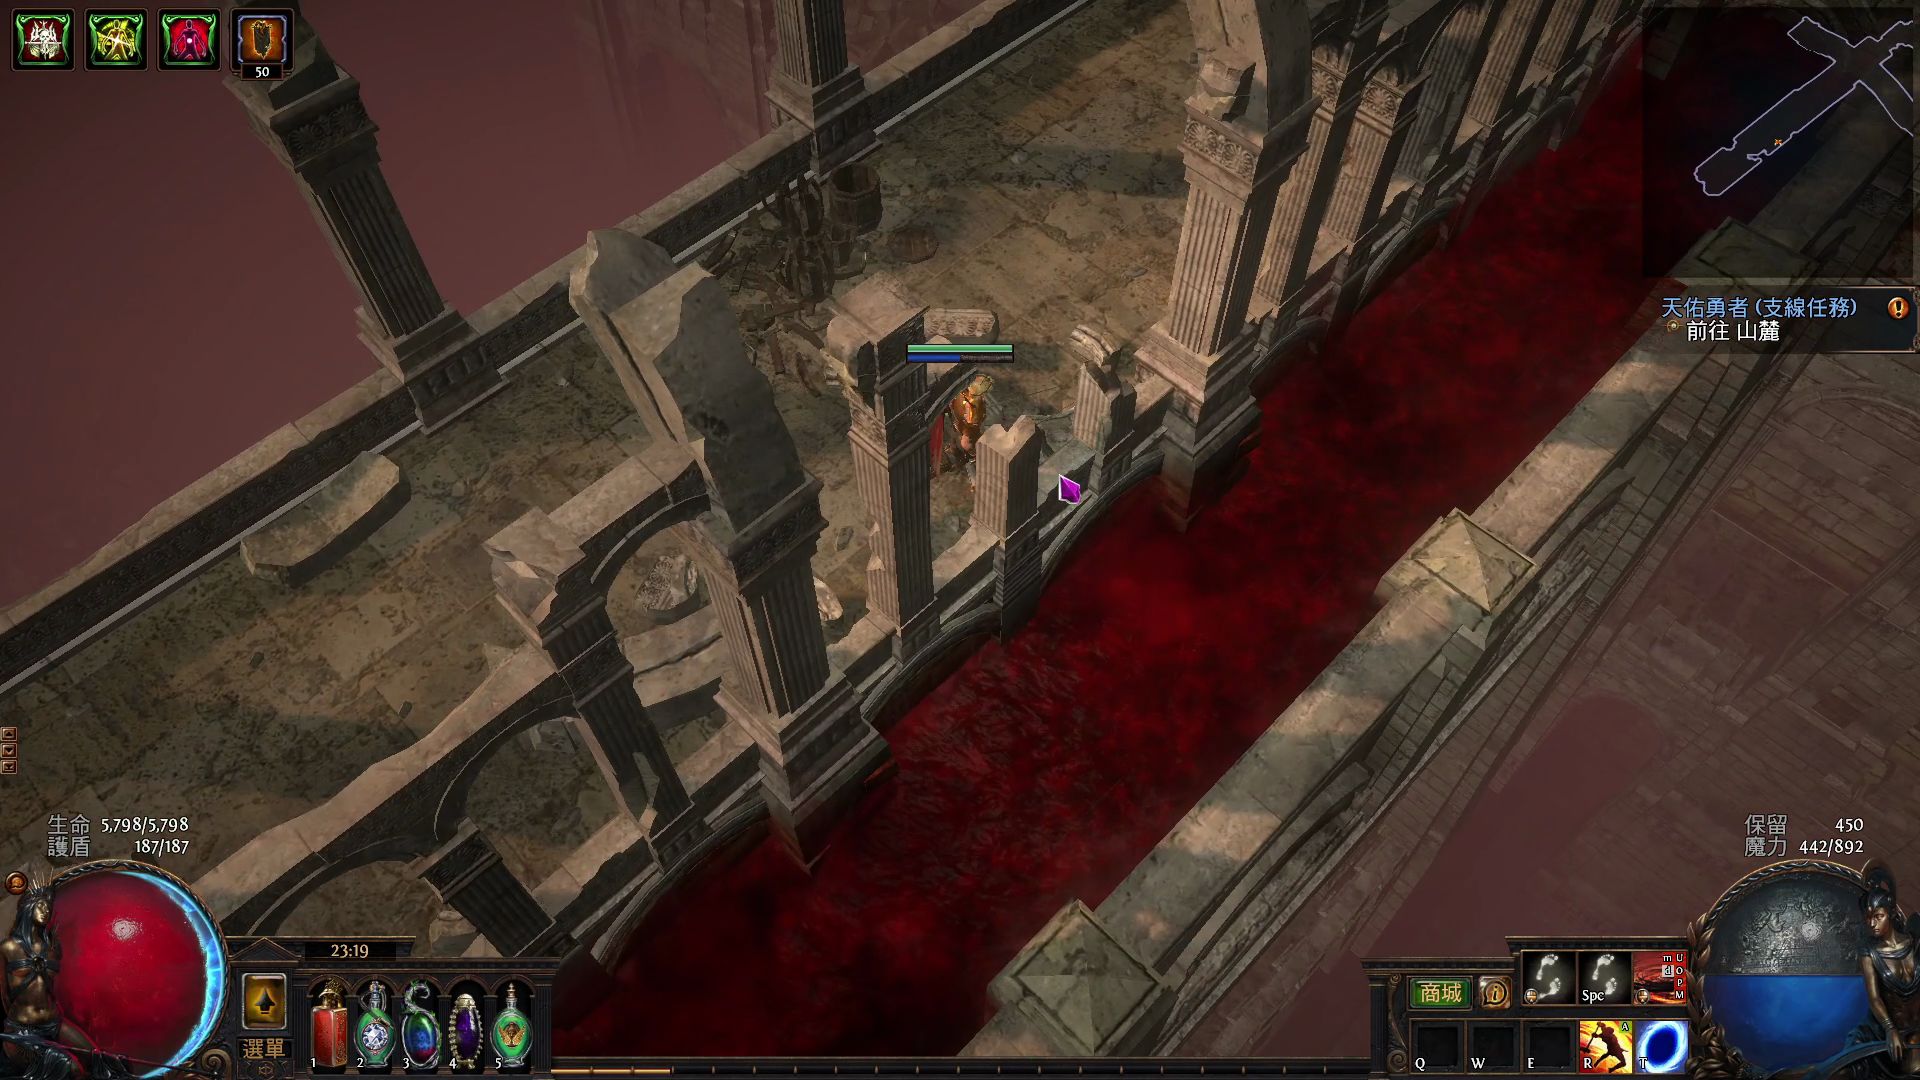 50
天佑勇者 (支線任務)
前往 山麓
生命 5,798/5,798
護盾 187/187
保留 450
魔力 442/892
23:19
選單
1 2 3 4 5
商城
Spc
m U
d O
P
M
Q W E R A T